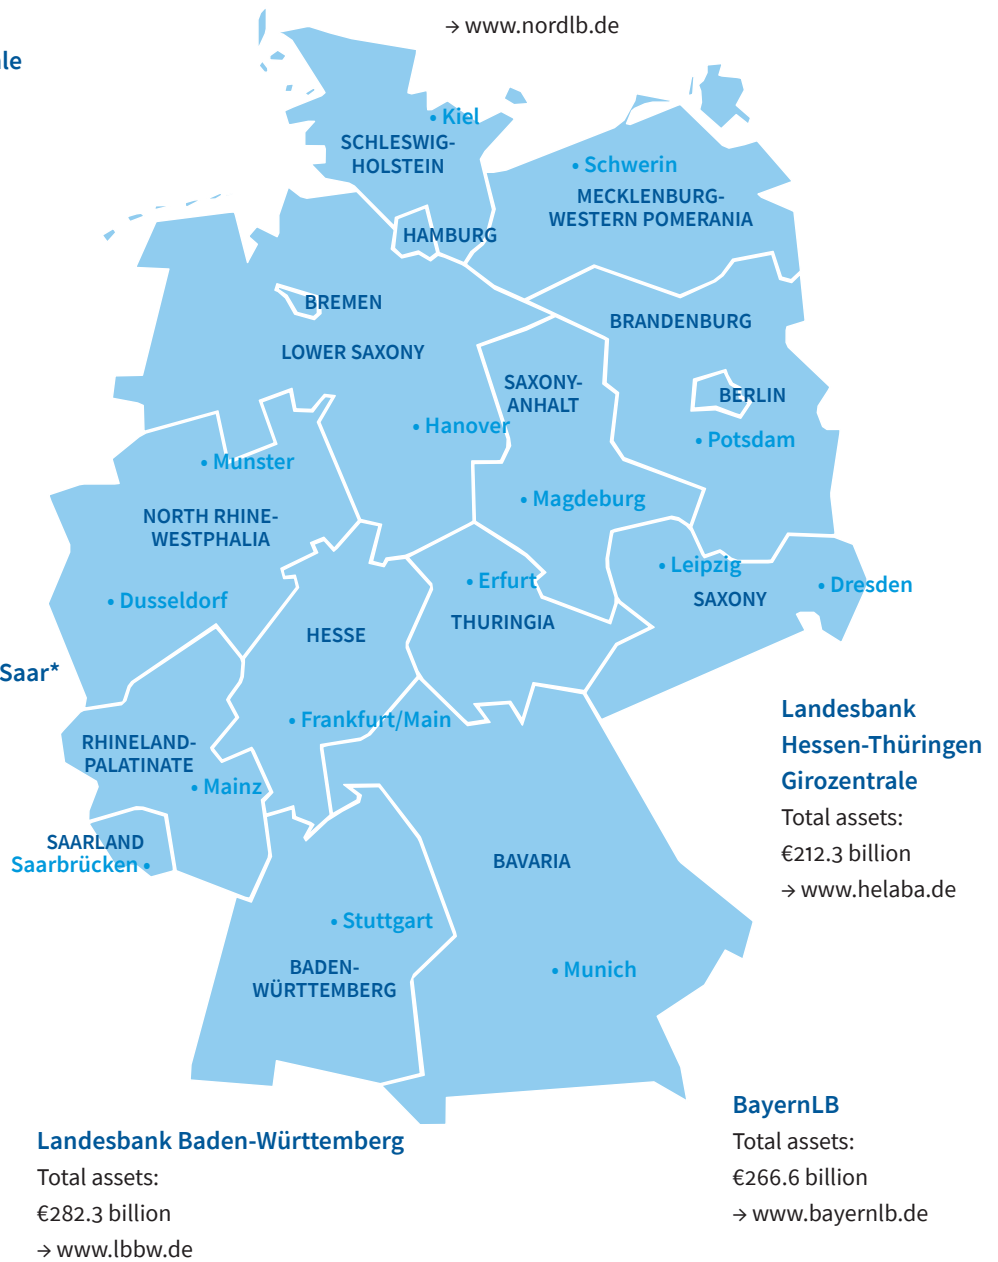 → www.nordlb.de
le
• Kiel
SCHLESWIG-
HOLSTEIN
• Schwerin
MECKLENBURG-
WESTERN POMERANIA
HAMBURG
BREMEN
BRANDENBURG
LOWER SAXONY
SAXONY-
ANHALT
BERLIN
• Hanover
• Potsdam
• Munster
• Magdeburg
NORTH RHINE-
WESTPHALIA
• Leipzig
• Erfurt
• Dresden
• Dusseldorf
SAXONY
THURINGIA
HESSE
Saar*
• Frankfurt/Main
Landesbank
Hessen-Thüringen
Girozentrale
Total assets:
€212.3 billion
→ www.helaba.de
RHINELAND-
PALATINATE
• Mainz
SAARLAND
Saarbrücken •
BAVARIA
• Stuttgart
BADEN-
WÜRTTEMBERG
• Munich
BayernLB
Total assets:
€266.6 billion
→ www.bayernlb.de
Landesbank Baden-Württemberg
Total assets:
€282.3 billion
→ www.lbbw.de